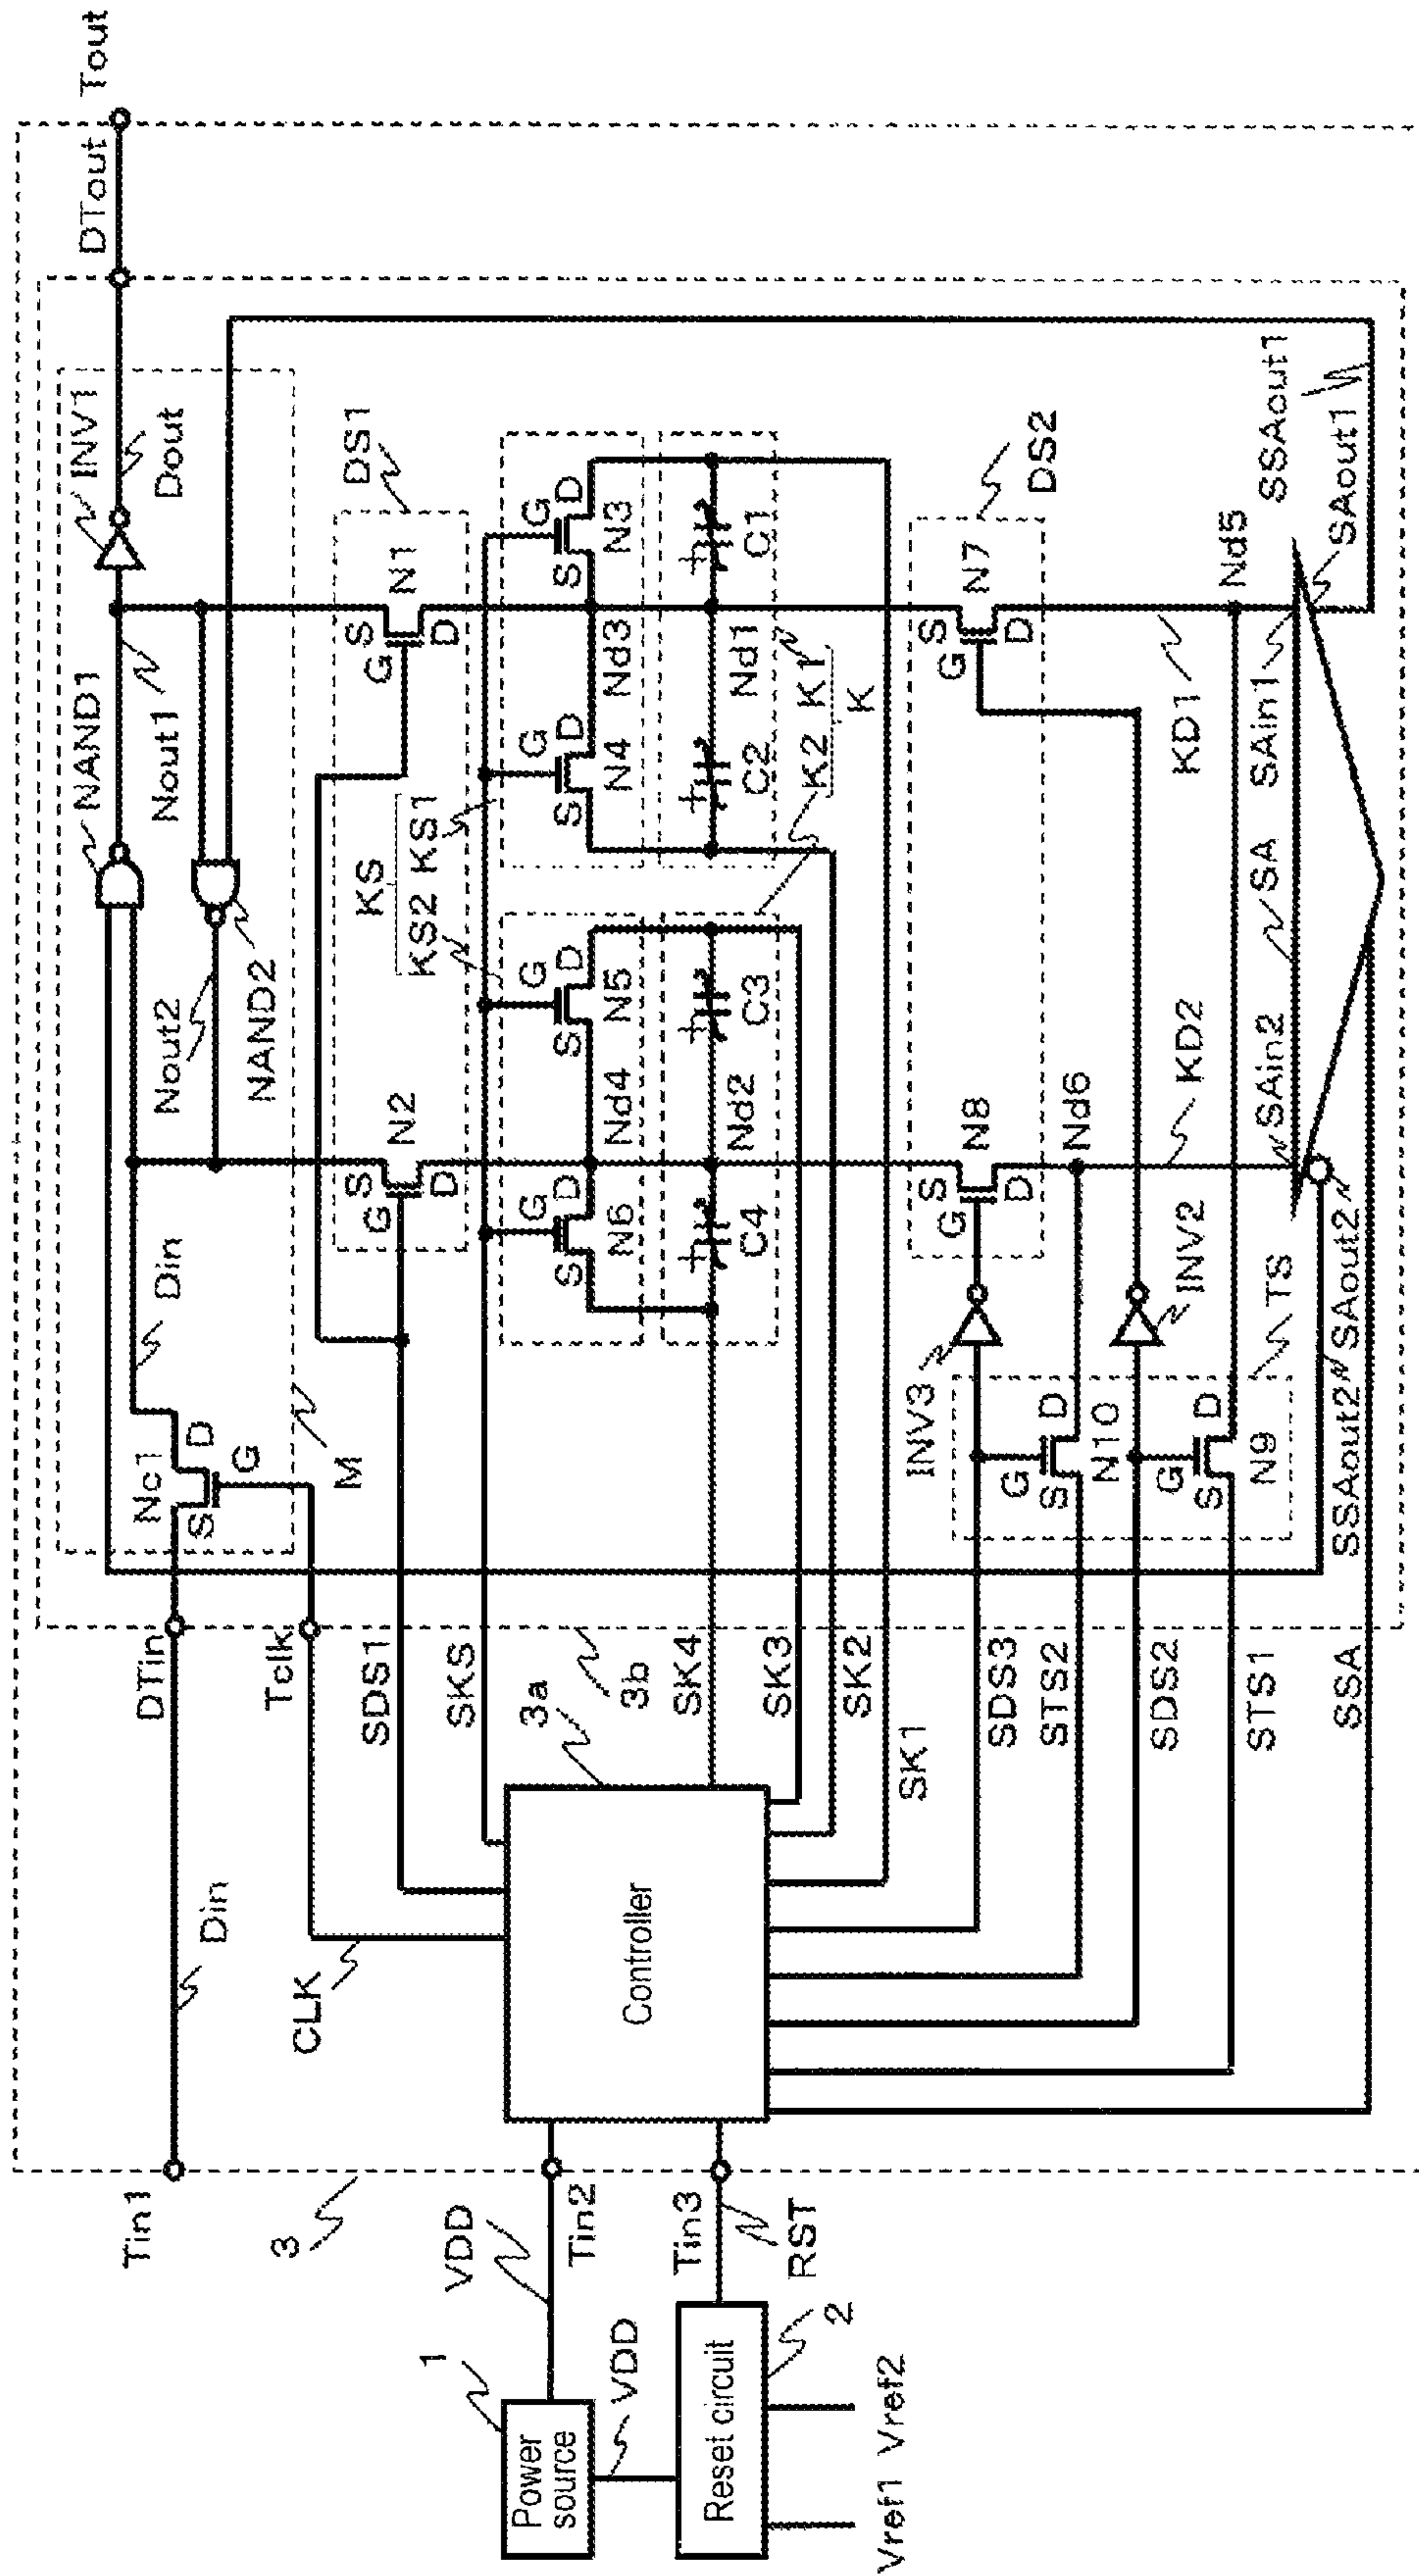 Tin1
Din
DTin
Nc1
S
D
G
Din
NAND1
Nout1
INV1
Dout
DTout
Tout
3
CLK
Tclk
M
Nout2
NAND2
SDS1
S
G
D
N2
KS
KS2
KS1
S
G
D
N1
DS1
SKS
S
G
D
N6
Nd4
S
G
D
N5
S
G
D
N4
Nd3
S
G
D
N3
1
Power
source
VDD
VDD
Tin2
Controller
3a
3b
SK4
C4
Nd2
C3
C2
Nd1
C1
K2
K1
K
SK3
SK2
SK1
Tin3
RST
Reset circuit
2
Vref1
Vref2
SDS3
INV3
S
G
D
N8
S
G
D
N7
DS2
STS2
G
S
D
N10
Nd6
SDS2
INV2
KD2
KD1
STS1
G
S
D
N9
TS
Nd5
SAin2
SA
SAin1
SSAout2
SAout2
SAout1
SSAout1
SSA